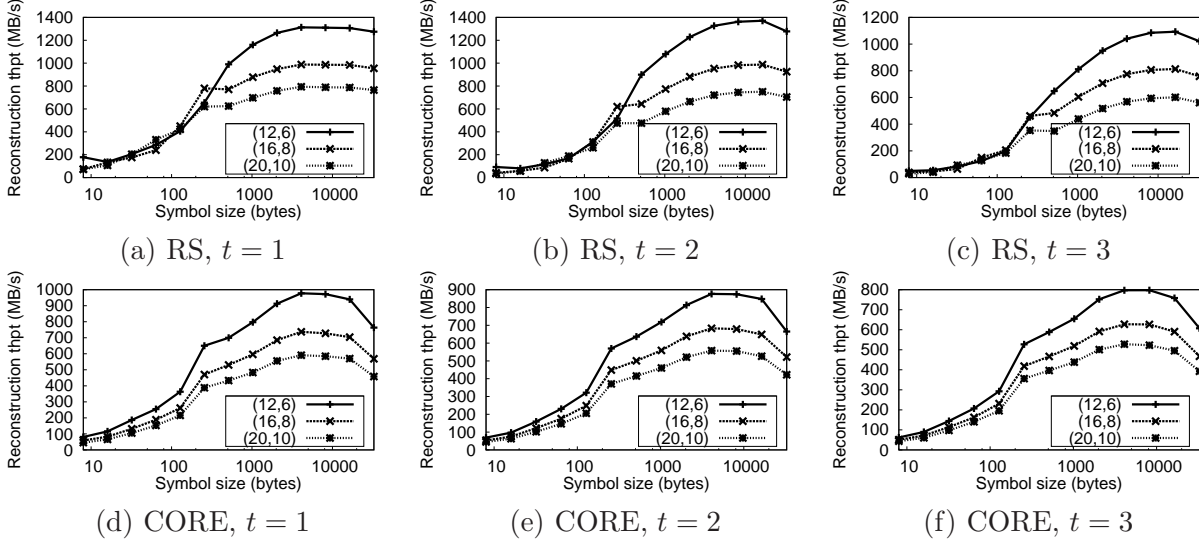 Reconstruction thpt (MB/s)
1400
1200
1000
800
600
400
200
0
10 100 1000 10000
Symbol size (bytes)
(12,6)
(16,8)
(20,10)
(a) RS, t = 1
Reconstruction thpt (MB/s)
1400
1200
1000
800
600
400
200
0
10 100 1000 10000
Symbol size (bytes)
(12,6)
(16,8)
(20,10)
(b) RS, t = 2
Reconstruction thpt (MB/s)
1200
1000
800
600
400
200
0
10 100 1000 10000
Symbol size (bytes)
(12,6)
(16,8)
(20,10)
(c) RS, t = 3
Reconstruction thpt (MB/s)
1000
900
800
700
600
500
400
300
200
100
0
10 100 1000 10000
Symbol size (bytes)
(12,6)
(16,8)
(20,10)
(d) CORE, t = 1
Reconstruction thpt (MB/s)
900
800
700
600
500
400
300
200
100
0
10 100 1000 10000
Symbol size (bytes)
(12,6)
(16,8)
(20,10)
(e) CORE, t = 2
Reconstruction thpt (MB/s)
800
700
600
500
400
300
200
100
0
10 100 1000 10000
Symbol size (bytes)
(12,6)
(16,8)
(20,10)
(f) CORE, t = 3